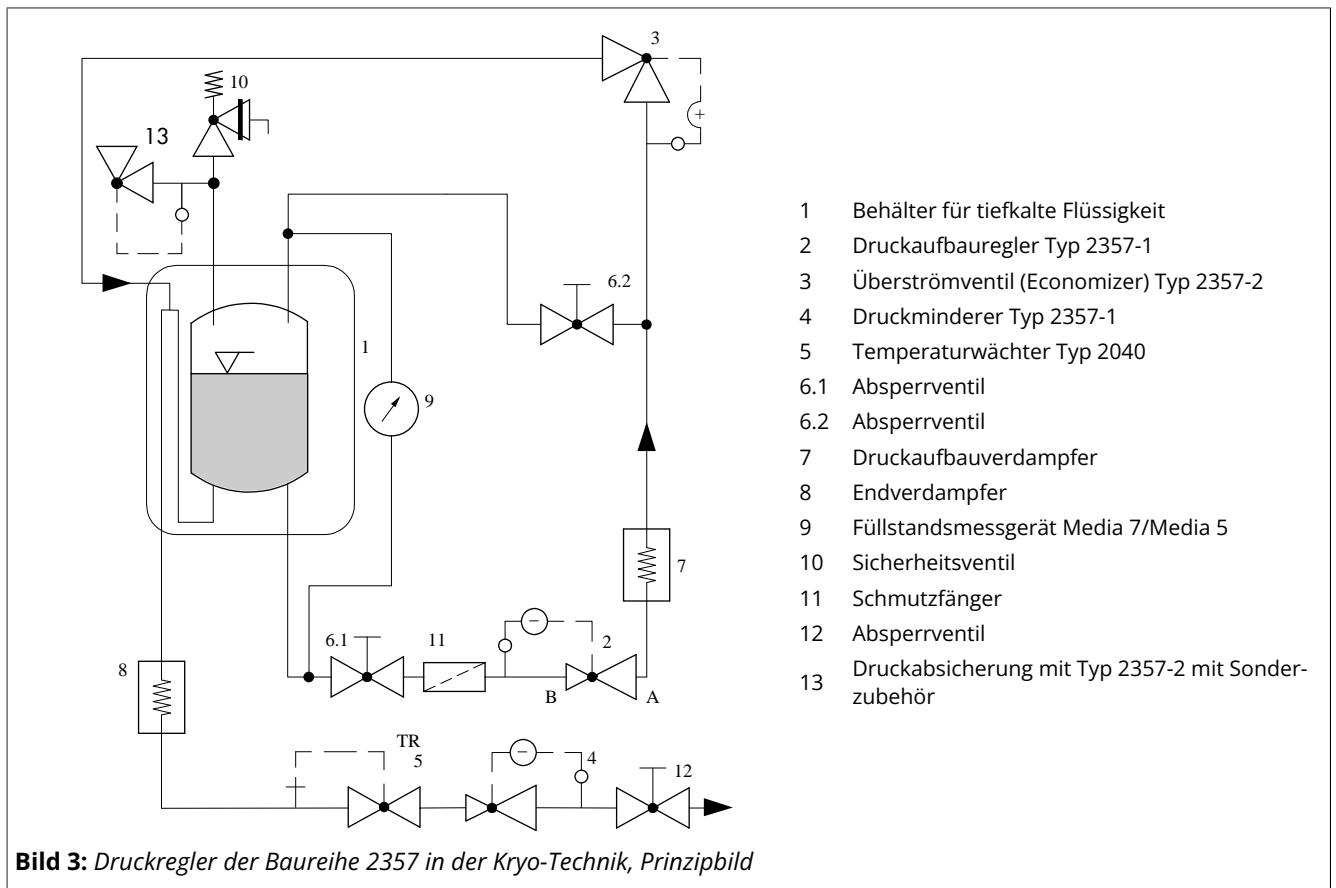 3
10
13
6.2
1
9
7
6.1
11
2
B
A
8
TR
5
4
12
1 Behälter für tiefkalte Flüssigkeit
2 Druckaufbauregler Typ 2357-1
3 Überströmventil (Economizer) Typ 2357-2
4 Druckminderer Typ 2357-1
5 Temperaturwächter Typ 2040
6.1 Absperrventil
6.2 Absperrventil
7 Druckaufbauverdampfer
8 Endverdampfer
9 Füllstandsmessgerät Media 7/Media 5
10 Sicherheitsventil
11 Schmutzfänger
12 Absperrventil
13 Druckabsicherung mit Typ 2357-2 mit Sonder-
zubehör
Bild 3: Druckregler der Baureihe 2357 in der Kryo-Technik, Prinzipbild